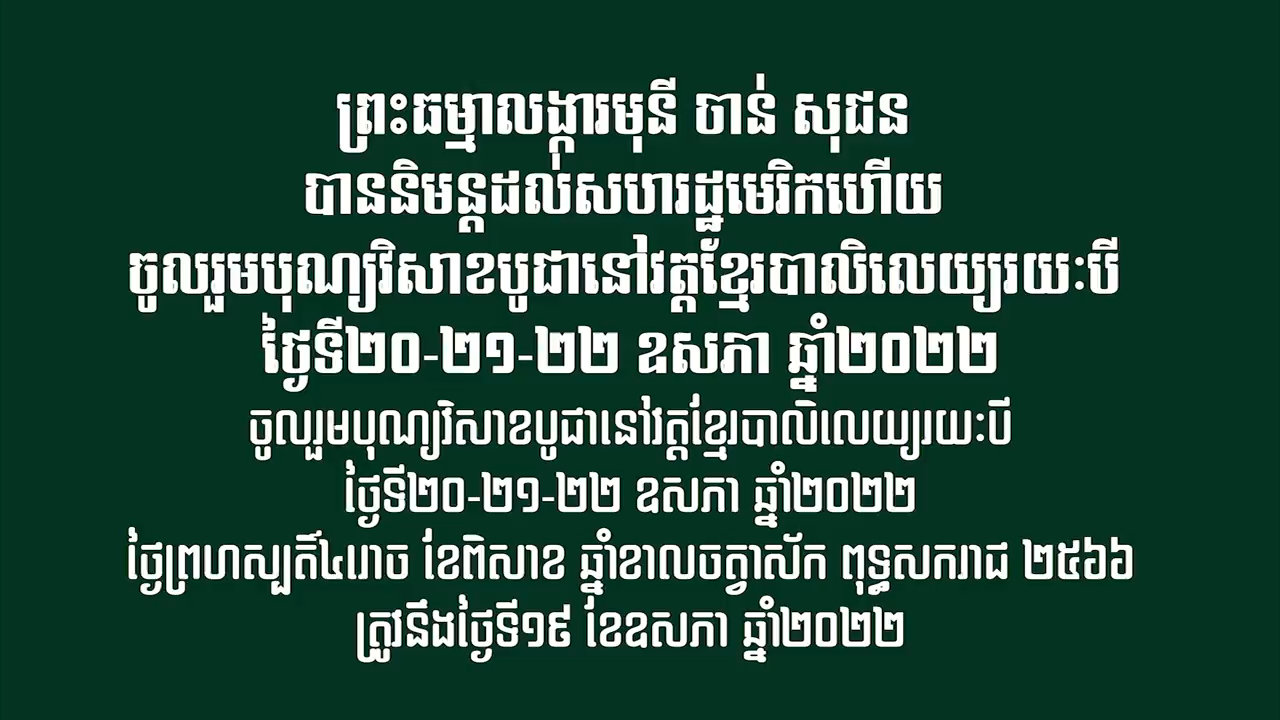 ព្រះធម្មាលង្ការមុនី ចាន់ សុជន
បាននិមន្តដល់សហរដ្ឋមេរិកហើយ
ចូលរួមបុណ្យវិសាខបូជានៅវត្តខ្មែរបាលិលេយ្យរយៈបី
ថ្ងៃទី២០-២១-២២ ឧសភា ឆ្នាំ២០២២
ចូលរួមបុណ្យវិសាខបូជានៅវត្តខ្មែរបាលិលេយ្យរយៈបី
ថ្ងៃទី២០-២១-២២ ឧសភា ឆ្នាំ២០២២
ថ្ងៃព្រហស្បតិ៍៤រោច ខែពិសាខ ឆ្នាំខាលចត្វាស័ក ពុទ្ធសករាជ ២៥៦៦
ត្រូវនឹងថ្ងៃទី១៩ ខែឧសភា ឆ្នាំ២០២២